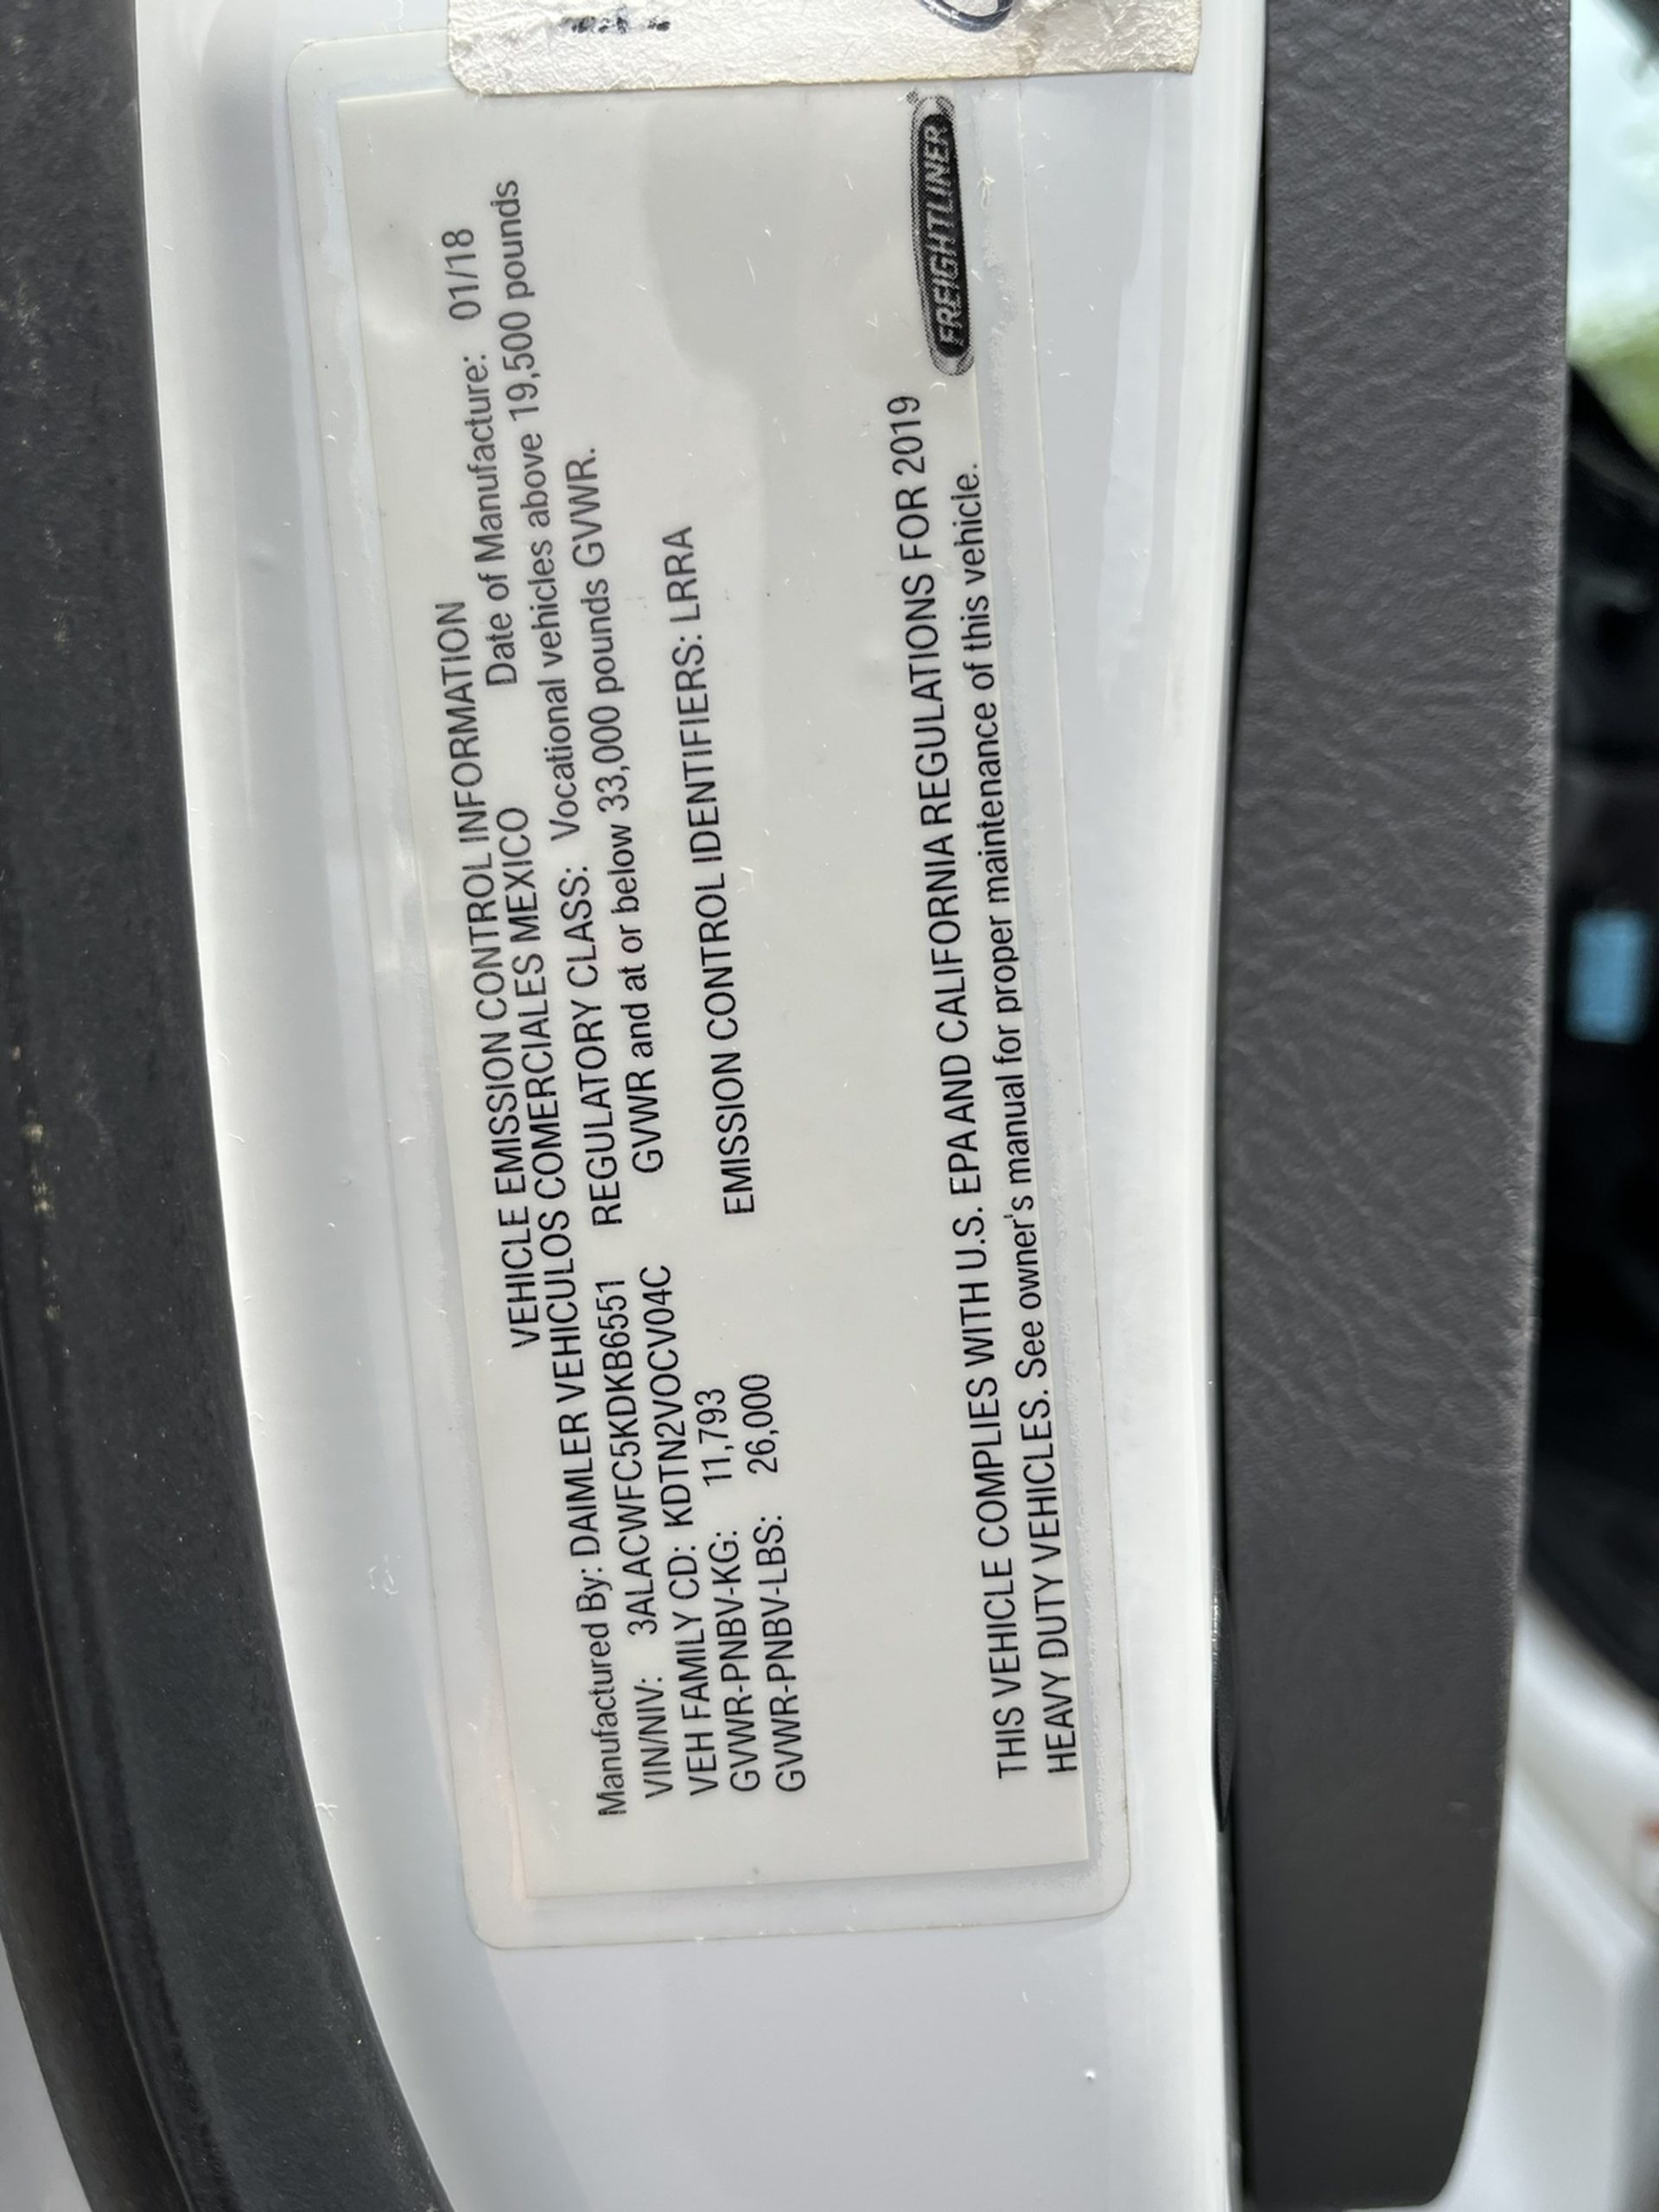 VEHICLE EMISSION CONTROL INFORMATION
Manufactured By: DAIMLER VEHICULOS COMERCIALES MEXICO Date of Manufacture: 01/18
VIN/NIV: 3ALACWFC5KDKB6551 REGULATORY CLASS: Vocational vehicles above 19,500 pounds
VEH FAMILY CD: KDTN2VOCV04C GVWR and at or below 33,000 pounds GVWR.
GVWR-PNBV-KG: 11,793
GVWR-PNBV-LBS: 26,000 EMISSION CONTROL IDENTIFIERS: LRRA
THIS VEHICLE COMPLIES WITH U.S. EPA AND CALIFORNIA REGULATIONS FOR 2019
HEAVY DUTY VEHICLES. See owner's manual for proper maintenance of this vehicle.
FREIGHTLINER